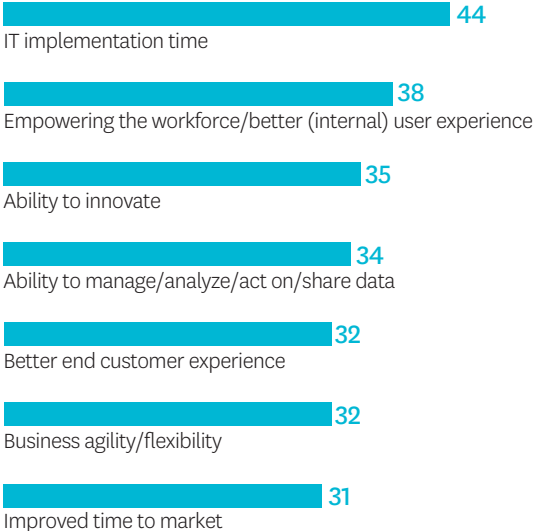 44
IT implementation time
38
Empowering the workforce/better (internal) user experience
35
Ability to innovate
34
Ability to manage/analyze/act on/share data
32
Better end customer experience
32
Business agility/flexibility
31
Improved time to market